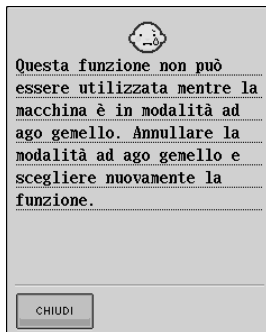 Questa funzione non può
essere utilizzata mentre la
macchina è in modalità ad
ago gemello. Annullare la
modalità ad ago gemello e
scegliere nuovamente la
funzione.
CHIUDI